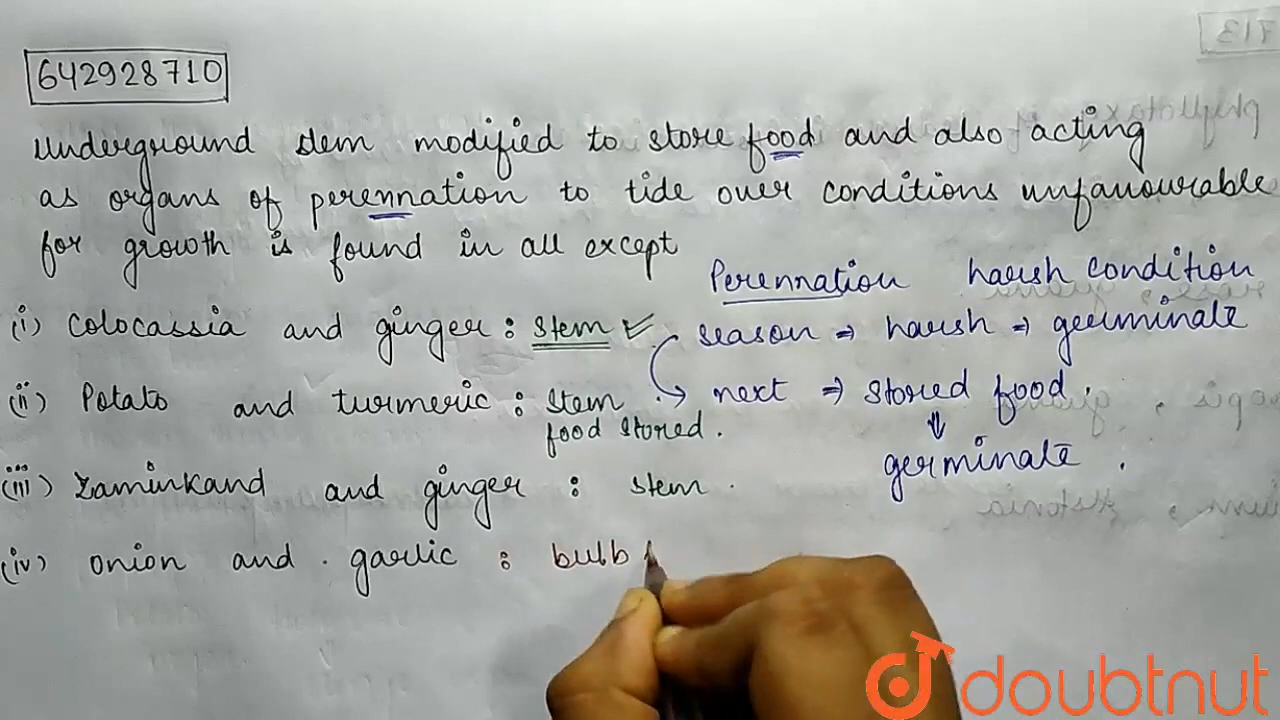 642928710
underground stem modified to store food and also acting
as organs of perennation to tide over conditions unfavourable
for growth is found in all except
Perennation harsh condition
(i) Colocassia and ginger : stem
season ⇒ harsh ⇒ germinate
(ii) Potato and turmeric : stem
food stored.
next ⇒ stored food.
germinate.
(iii) Zaminkand and ginger : stem.
(iv) onion and garlic : bulb
doubtnut